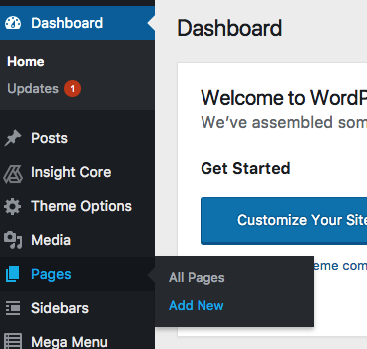 Dashboard
Home
Updates 1
Posts
Insight Core
Theme Options
Media
Pages
Sidebars
Mega Menu
Dashboard
Welcome to WordP
We've assembled som
Get Started
Customize Your Site
eme com
All Pages
Add New